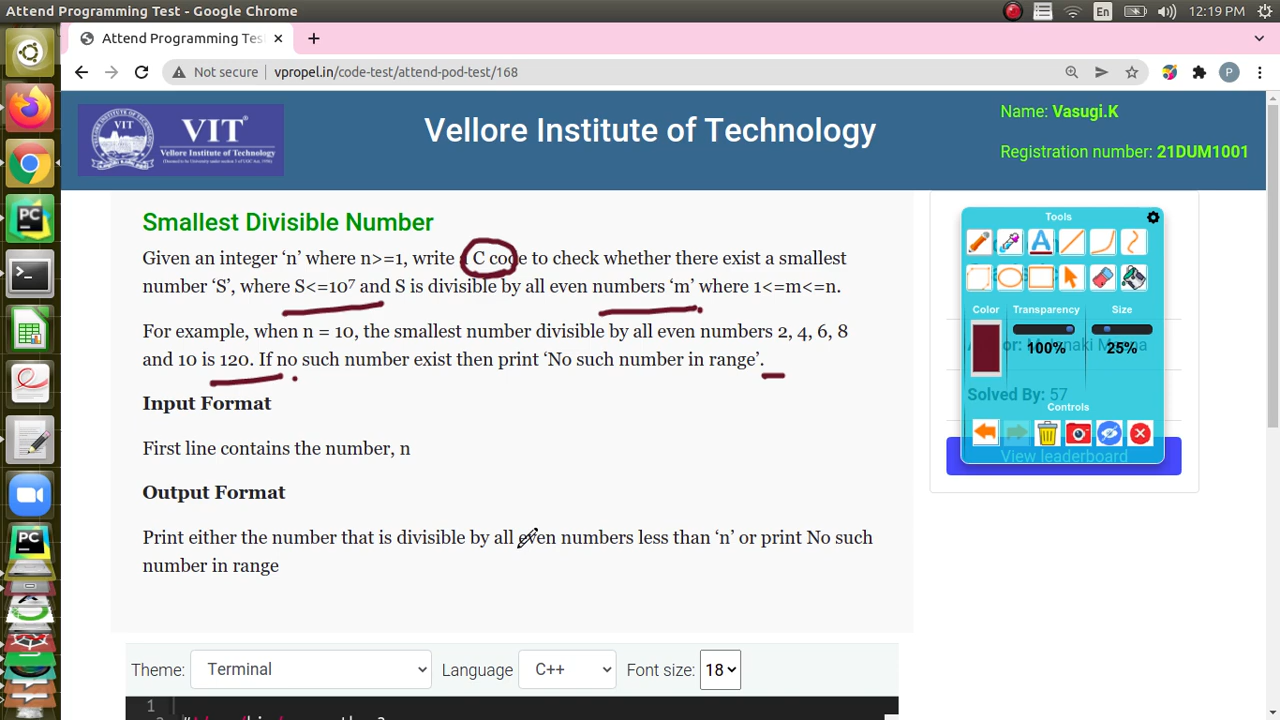 Attend Programming Test - Google Chrome
En
12:19 PM
Attend Programming Tes
Not secure
vpropel.in/code-test/attend-pod-test/168
P
VIT
Vellore Institute of Technology
Vellore Institute of Technology
Name: Vasugi.K
Registration number: 21DUM1001
Smallest Divisible Number
Given an integer ‘n’ where n>=1, write a C code to check whether there exist a smallest
number ‘S’, where S<=10⁷ and S is divisible by all even numbers ‘m’ where 1<=m<=n.
For example, when n = 10, the smallest number divisible by all even numbers 2, 4, 6, 8
and 10 is 120. If no such number exist then print ‘No such number in range’.
Input Format
First line contains the number, n
Output Format
Print either the number that is divisible by all even numbers less than ‘n’ or print No such
number in range
Tools
Color
Transparency
Size
100%
25%
Solved By: 57
Controls
View leaderboard
Theme:
Terminal
Language
C++
Font size:
18
1